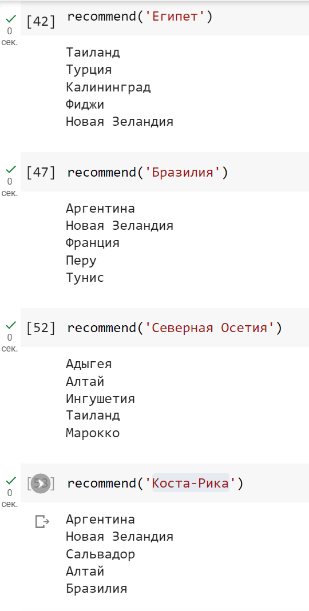 [42] recommend('Египет')
0
сек.
Таиланд
Турция
Калининград
Фиджи
Новая Зеландия
[47] recommend('Бразилия')
0
сек.
Аргентина
Новая Зеландия
Франция
Перу
Тунис
[52] recommend('Северная Осетия')
0
сек.
Адыгея
Алтай
Ингушетия
Таиланд
Марокко
recommend('Коста-Рика')
0
сек.
Аргентина
Новая Зеландия
Сальвадор
Алтай
Бразилия